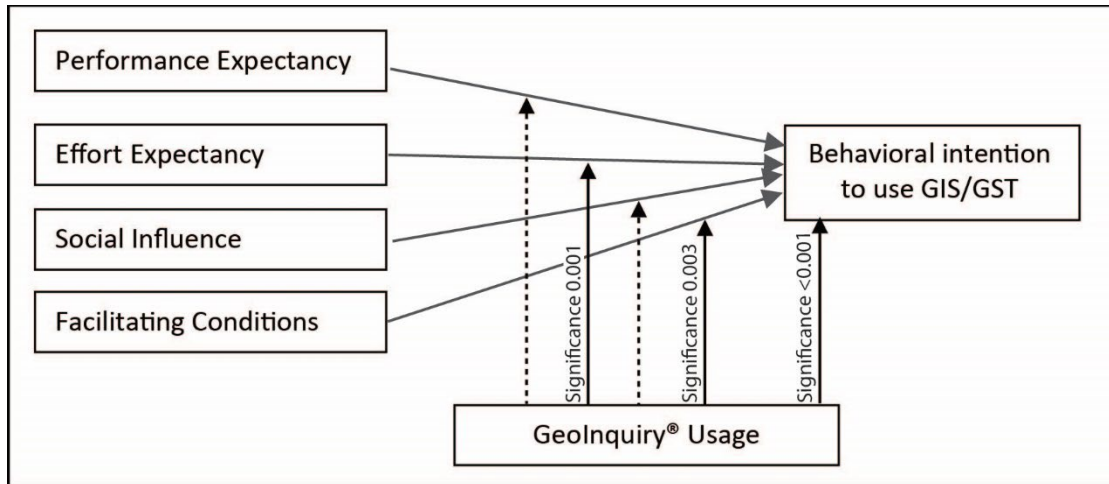 Performance Expectancy
Effort Expectancy
Social Influence
Facilitating Conditions
Behavioral intention
to use GIS/GST
Significance 0.001
Significance 0.003
Significance <0.001
GeoInquiry® Usage